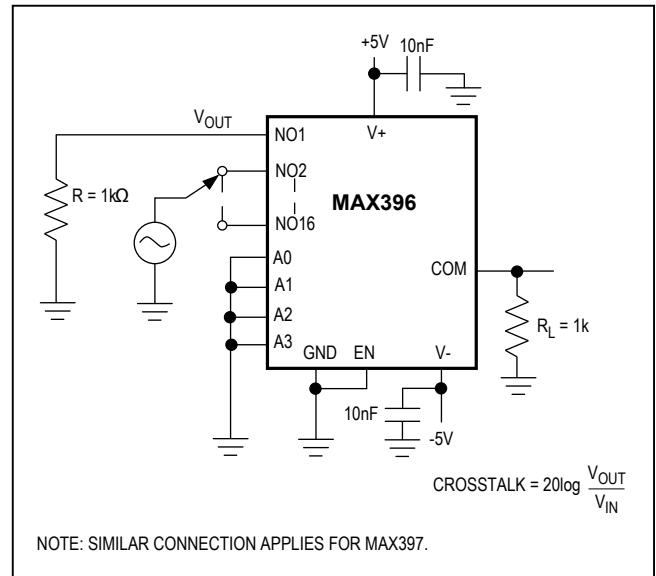 +5V
10nF
VOUT
NO1
V+
R = 1kΩ
NO2
NO16
MAX396
A0
A1
A2
A3
COM
RL = 1k
GND
EN
V-
10nF
-5V
CROSSTALK = 20log VOUT
VIN
NOTE: SIMILAR CONNECTION APPLIES FOR MAX397.